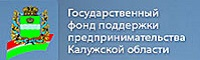 Государственный
фонд поддержки
предпринимательства
Калужской области